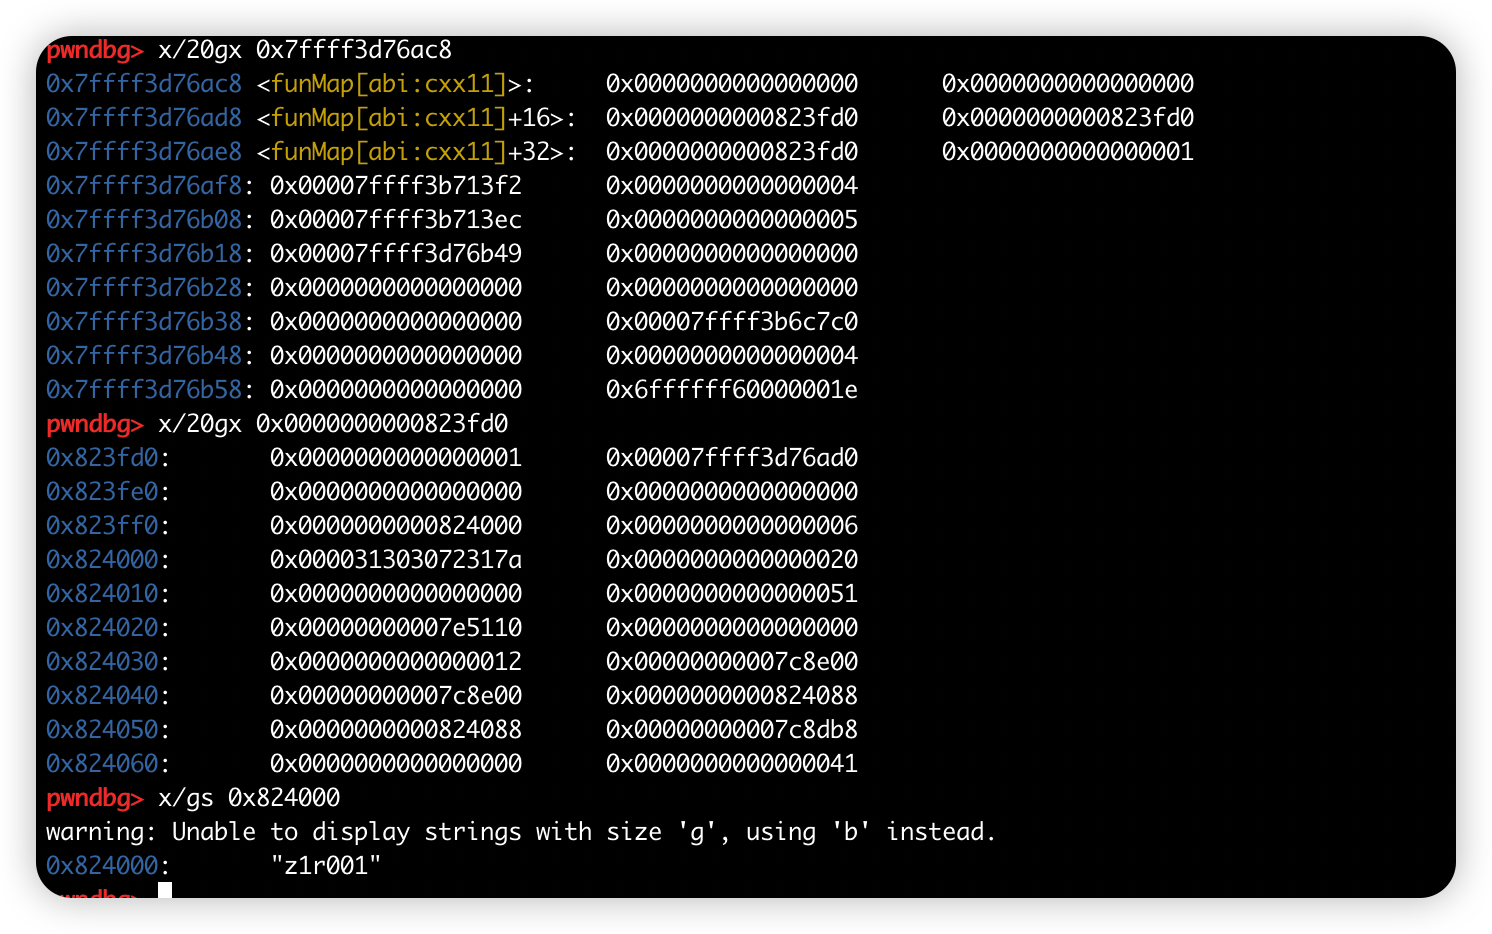 pwndbg> x/20gx 0x7ffff3d76ac8
0x7ffff3d76ac8 <funMap[abi:cxx11]>: 0x0000000000000000 0x0000000000000000
0x7ffff3d76ad8 <funMap[abi:cxx11]+16>: 0x0000000000823fd0 0x0000000000823fd0
0x7ffff3d76ae8 <funMap[abi:cxx11]+32>: 0x0000000000823fd0 0x0000000000000001
0x7ffff3d76af8: 0x00007ffff3b713f2 0x0000000000000004
0x7ffff3d76b08: 0x00007ffff3b713ec 0x0000000000000005
0x7ffff3d76b18: 0x00007ffff3d76b49 0x0000000000000000
0x7ffff3d76b28: 0x0000000000000000 0x0000000000000000
0x7ffff3d76b38: 0x0000000000000000 0x00007ffff3b6c7c0
0x7ffff3d76b48: 0x0000000000000000 0x0000000000000004
0x7ffff3d76b58: 0x0000000000000000 0x6ffffff60000001e
pwndbg> x/20gx 0x0000000000823fd0
0x823fd0: 0x0000000000000001 0x00007ffff3d76ad0
0x823fe0: 0x0000000000000000 0x0000000000000000
0x823ff0: 0x0000000000824000 0x0000000000000006
0x824000: 0x000031303072317a 0x0000000000000020
0x824010: 0x0000000000000000 0x0000000000000051
0x824020: 0x00000000007e5110 0x0000000000000000
0x824030: 0x0000000000000012 0x00000000007c8e00
0x824040: 0x00000000007c8e00 0x0000000000824088
0x824050: 0x0000000000824088 0x00000000007c8db8
0x824060: 0x0000000000000000 0x0000000000000041
pwndbg> x/gs 0x824000
warning: Unable to display strings with size 'g', using 'b' instead.
0x824000: "z1r001"
pwndbg>